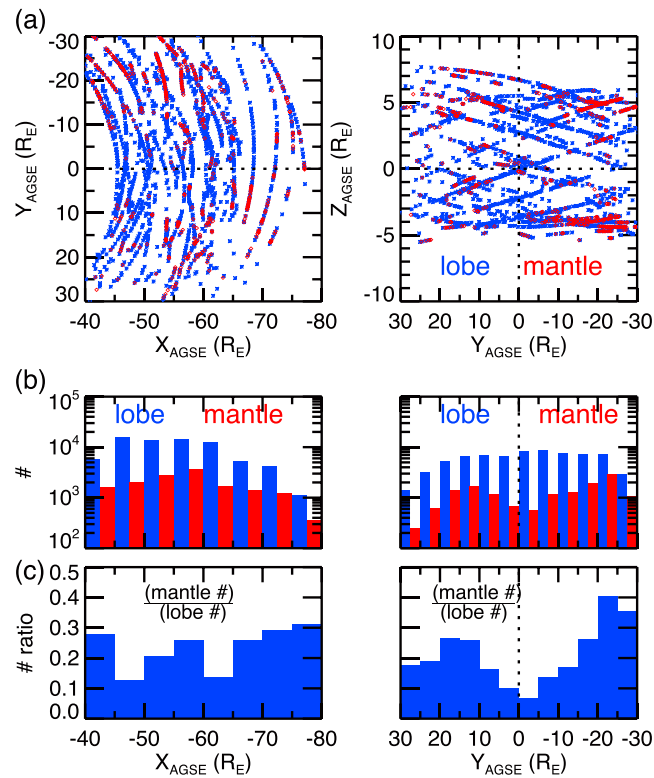 (a)
-30
-20
-10
0
10
20
30
Y_AGSE (R_E)
-40 -50 -60 -70 -80
X_AGSE (R_E)
10
5
0
-5
-10
Z_AGSE (R_E)
lobe mantle
30 20 10 0 -10 -20 -30
Y_AGSE (R_E)
(b)
10^5
10^4
10^3
10^2
#
lobe mantle
lobe mantle
(c)
0.5
0.4
0.3
0.2
0.1
0.0
# ratio
(mantle #)
(lobe #)
-40 -50 -60 -70 -80
X_AGSE (R_E)
(mantle #)
(lobe #)
30 20 10 0 -10 -20 -30
Y_AGSE (R_E)